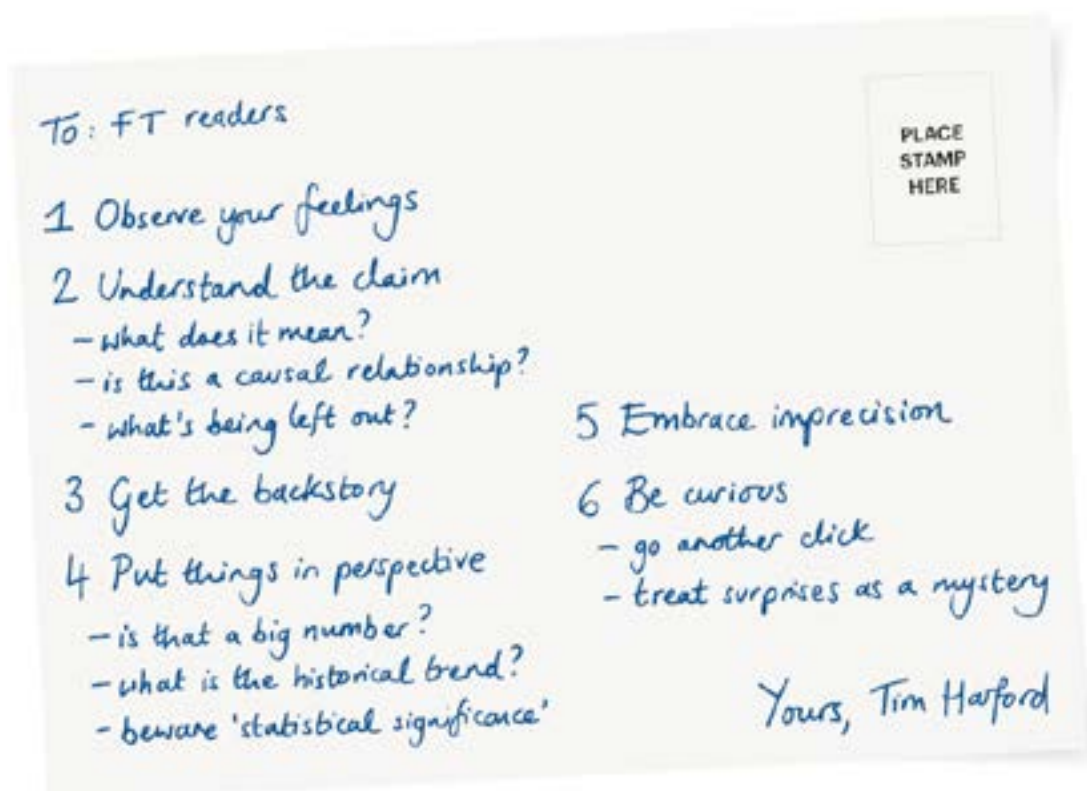 To: FT readers
PLACE
STAMP
HERE
1 Observe your feelings
2 Understand the claim
- what does it mean?
- is this a causal relationship?
- what's being left out?
3 Get the backstory
4 Put things in perspective
- is that a big number?
- what is the historical trend?
- beware 'statistical significance'
5 Embrace imprecision
6 Be curious
- go another click
- treat surprises as a mystery
Yours, Tim Harford